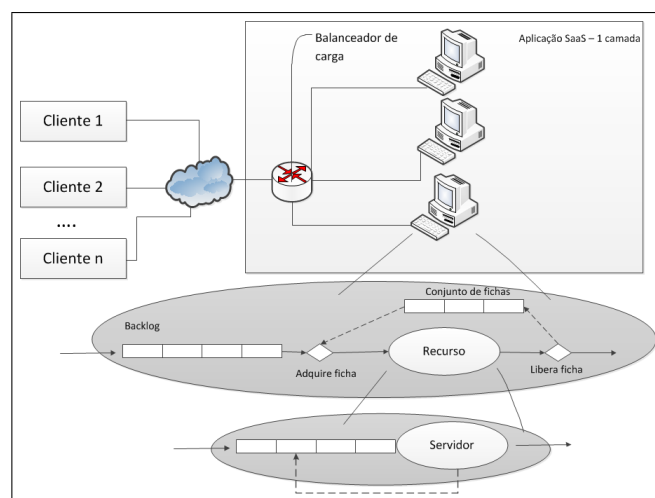 Balanceador de
carga
Aplicação SaaS – 1 camada
Cliente 1
Cliente 2
....
Cliente n
Conjunto de fichas
Backlog
Recurso
Adquire ficha
Libera ficha
Servidor